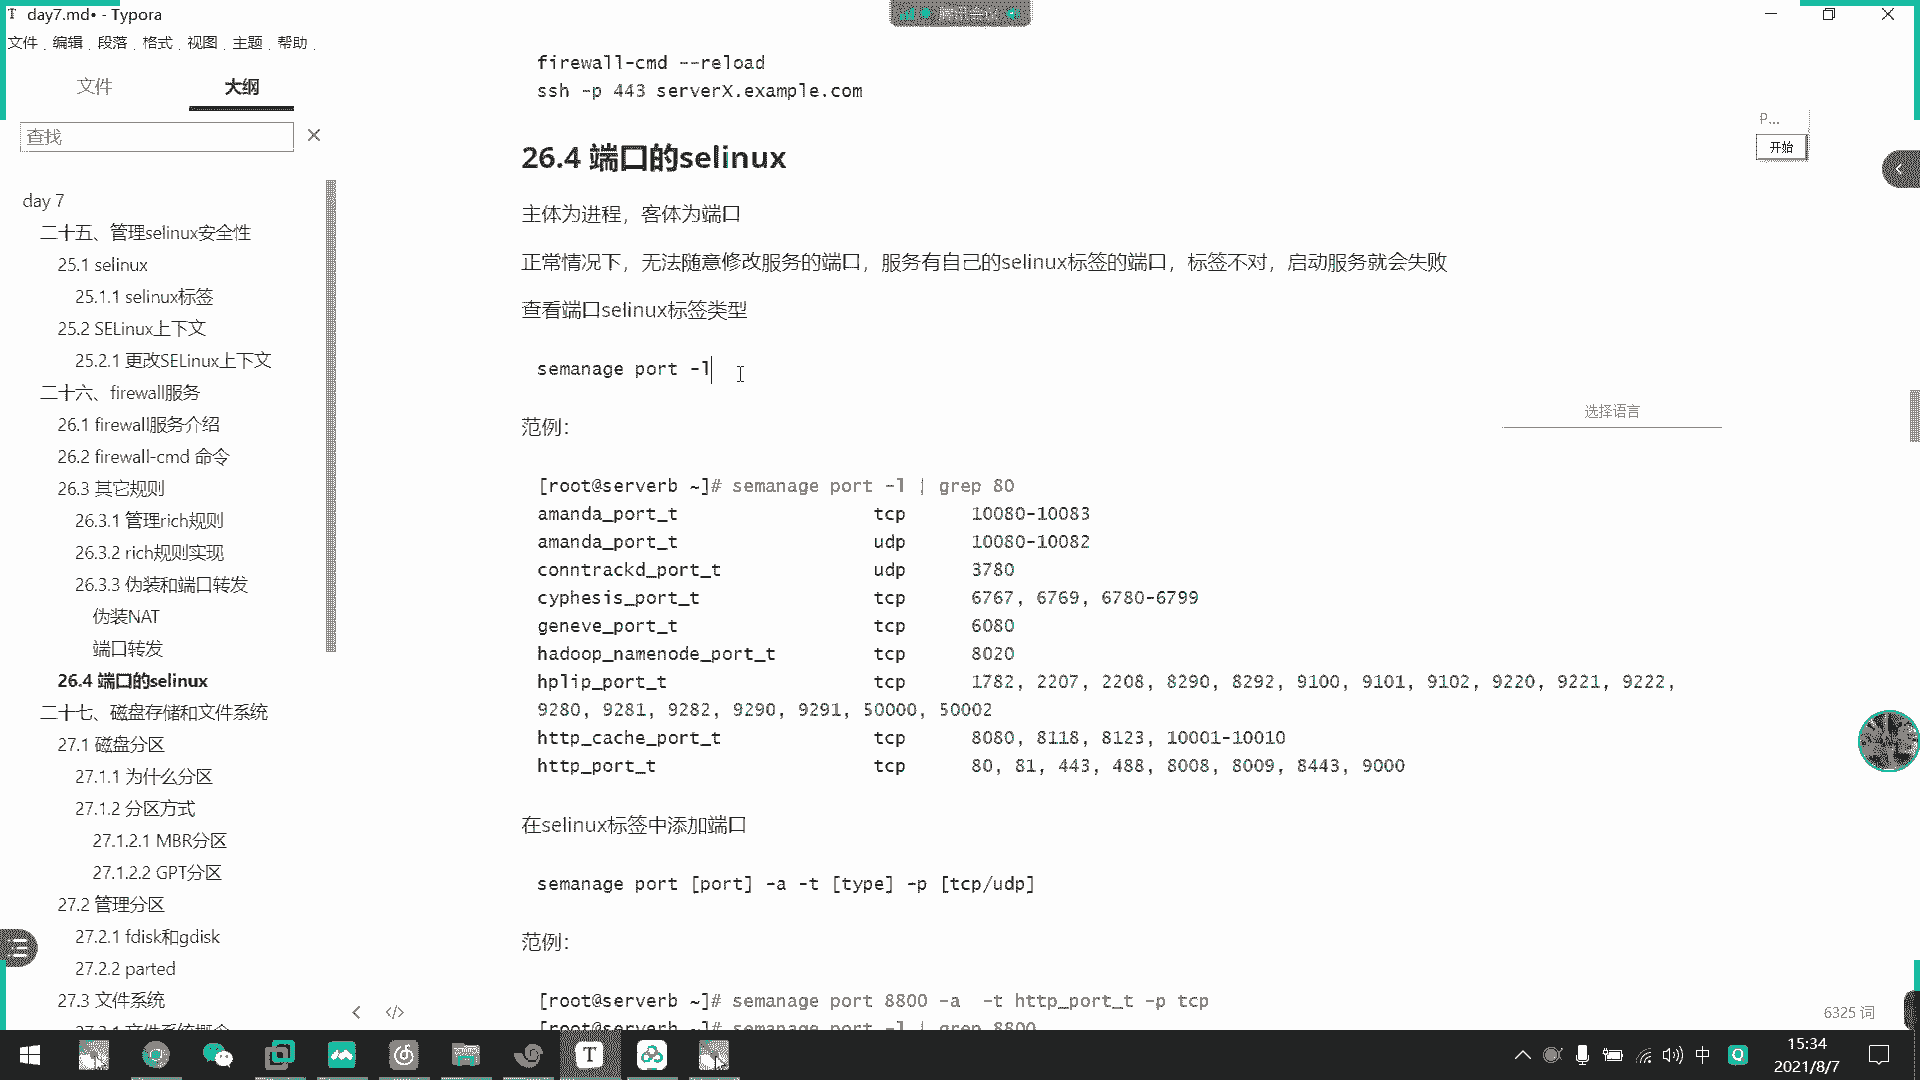 day7.md• - Typora
腾讯会议
文件 编辑 段落 格式 视图 主题 帮助
文件
大纲
查找
day 7
二十五、管理selinux安全性
25.1 selinux
25.1.1 selinux标签
25.2 SELinux上下文
25.2.1 更改SELinux上下文
二十六、firewall服务
26.1 firewall服务介绍
26.2 firewall-cmd 命令
26.3 其它规则
26.3.1 管理rich规则
26.3.2 rich规则实现
26.3.3 伪装和端口转发
伪装NAT
端口转发
26.4 端口的selinux
二十七、磁盘存储和文件系统
27.1 磁盘分区
27.1.1 为什么分区
27.1.2 分区方式
27.1.2.1 MBR分区
27.1.2.2 GPT分区
27.2 管理分区
27.2.1 fdisk和gdisk
27.2.2 parted
27.3 文件系统
27.3.1 文件系统概念
firewall-cmd --reload
ssh -p 443 serverX.example.com
26.4 端口的selinux
主体为进程，客体为端口
正常情况下，无法随意修改服务的端口，服务有自己的selinux标签的端口，标签不对，启动服务就会失败
查看端口selinux标签类型
semanage port -l
选择语言
范例：
[root@serverb ~]# semanage port -l | grep 80
amanda_port_t tcp 10080-10083
amanda_port_t udp 10080-10082
conntrackd_port_t udp 3780
cyphesis_port_t tcp 6767, 6769, 6780-6799
geneve_port_t tcp 6080
hadoop_namenode_port_t tcp 8020
hplip_port_t tcp 1782, 2207, 2208, 8290, 8292, 9100, 9101, 9102, 9220, 9221, 9222,
9280, 9281, 9282, 9290, 9291, 50000, 50002
http_cache_port_t tcp 8080, 8118, 8123, 10001-10010
http_port_t tcp 80, 81, 443, 488, 8008, 8009, 8443, 9000
在selinux标签中添加端口
semanage port [port] -a -t [type] -p [tcp/udp]
范例：
[root@serverb ~]# semanage port 8800 -a  -t http_port_t -p tcp
[root@serverb ~]# semanage port -l | grep 8800
P...
开始
6325 词
中
15:34
2021/8/7